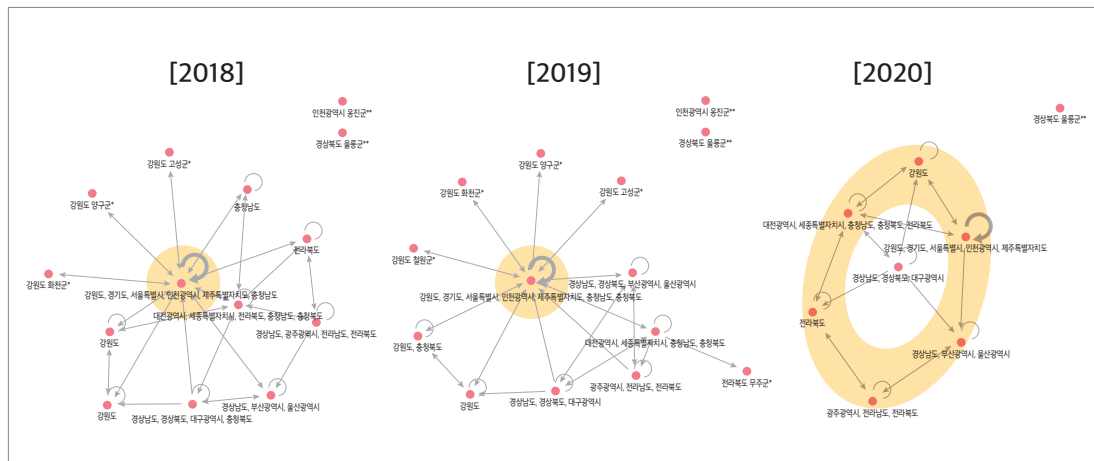 [2018]
인천광역시 옹진군**
경상북도 울릉군**
강원도 고성군*
강원도 양구군*
충청남도
전라북도
강원도 화천군*
강원도, 경기도, 서울특별시, 인천광역시, 제주특별자치도, 충청남도
대전광역시, 세종특별자치시, 전라북도, 충청남도, 충청북도
경상남도, 광주광역시, 전라남도, 전라북도
강원도
강원도
경상남도, 경상북도, 대구광역시, 충청북도
경상남도, 부산광역시, 울산광역시
[2019]
인천광역시 옹진군**
경상북도 울릉군**
강원도 양구군*
강원도 화천군*
강원도 고성군*
강원도 철원군*
경상남도, 경상북도, 부산광역시, 울산광역시
강원도, 경기도, 서울특별시, 인천광역시, 제주특별자치도, 충청남도, 충청북도
강원도, 충청북도
대전광역시, 세종특별자치시, 충청남도, 충청북도
전라북도 무주군*
광주광역시, 전라남도, 전라북도
강원도
경상남도, 경상북도, 대구광역시
[2020]
경상북도 울릉군**
강원도
대전광역시, 세종특별자치시, 충청남도, 충청북도, 전라북도
강원도, 경기도, 서울특별시, 인천광역시, 제주특별자치도
경상남도, 경상북도, 대구광역시
전라북도
경상남도, 부산광역시, 울산광역시
광주광역시, 전라남도, 전라북도